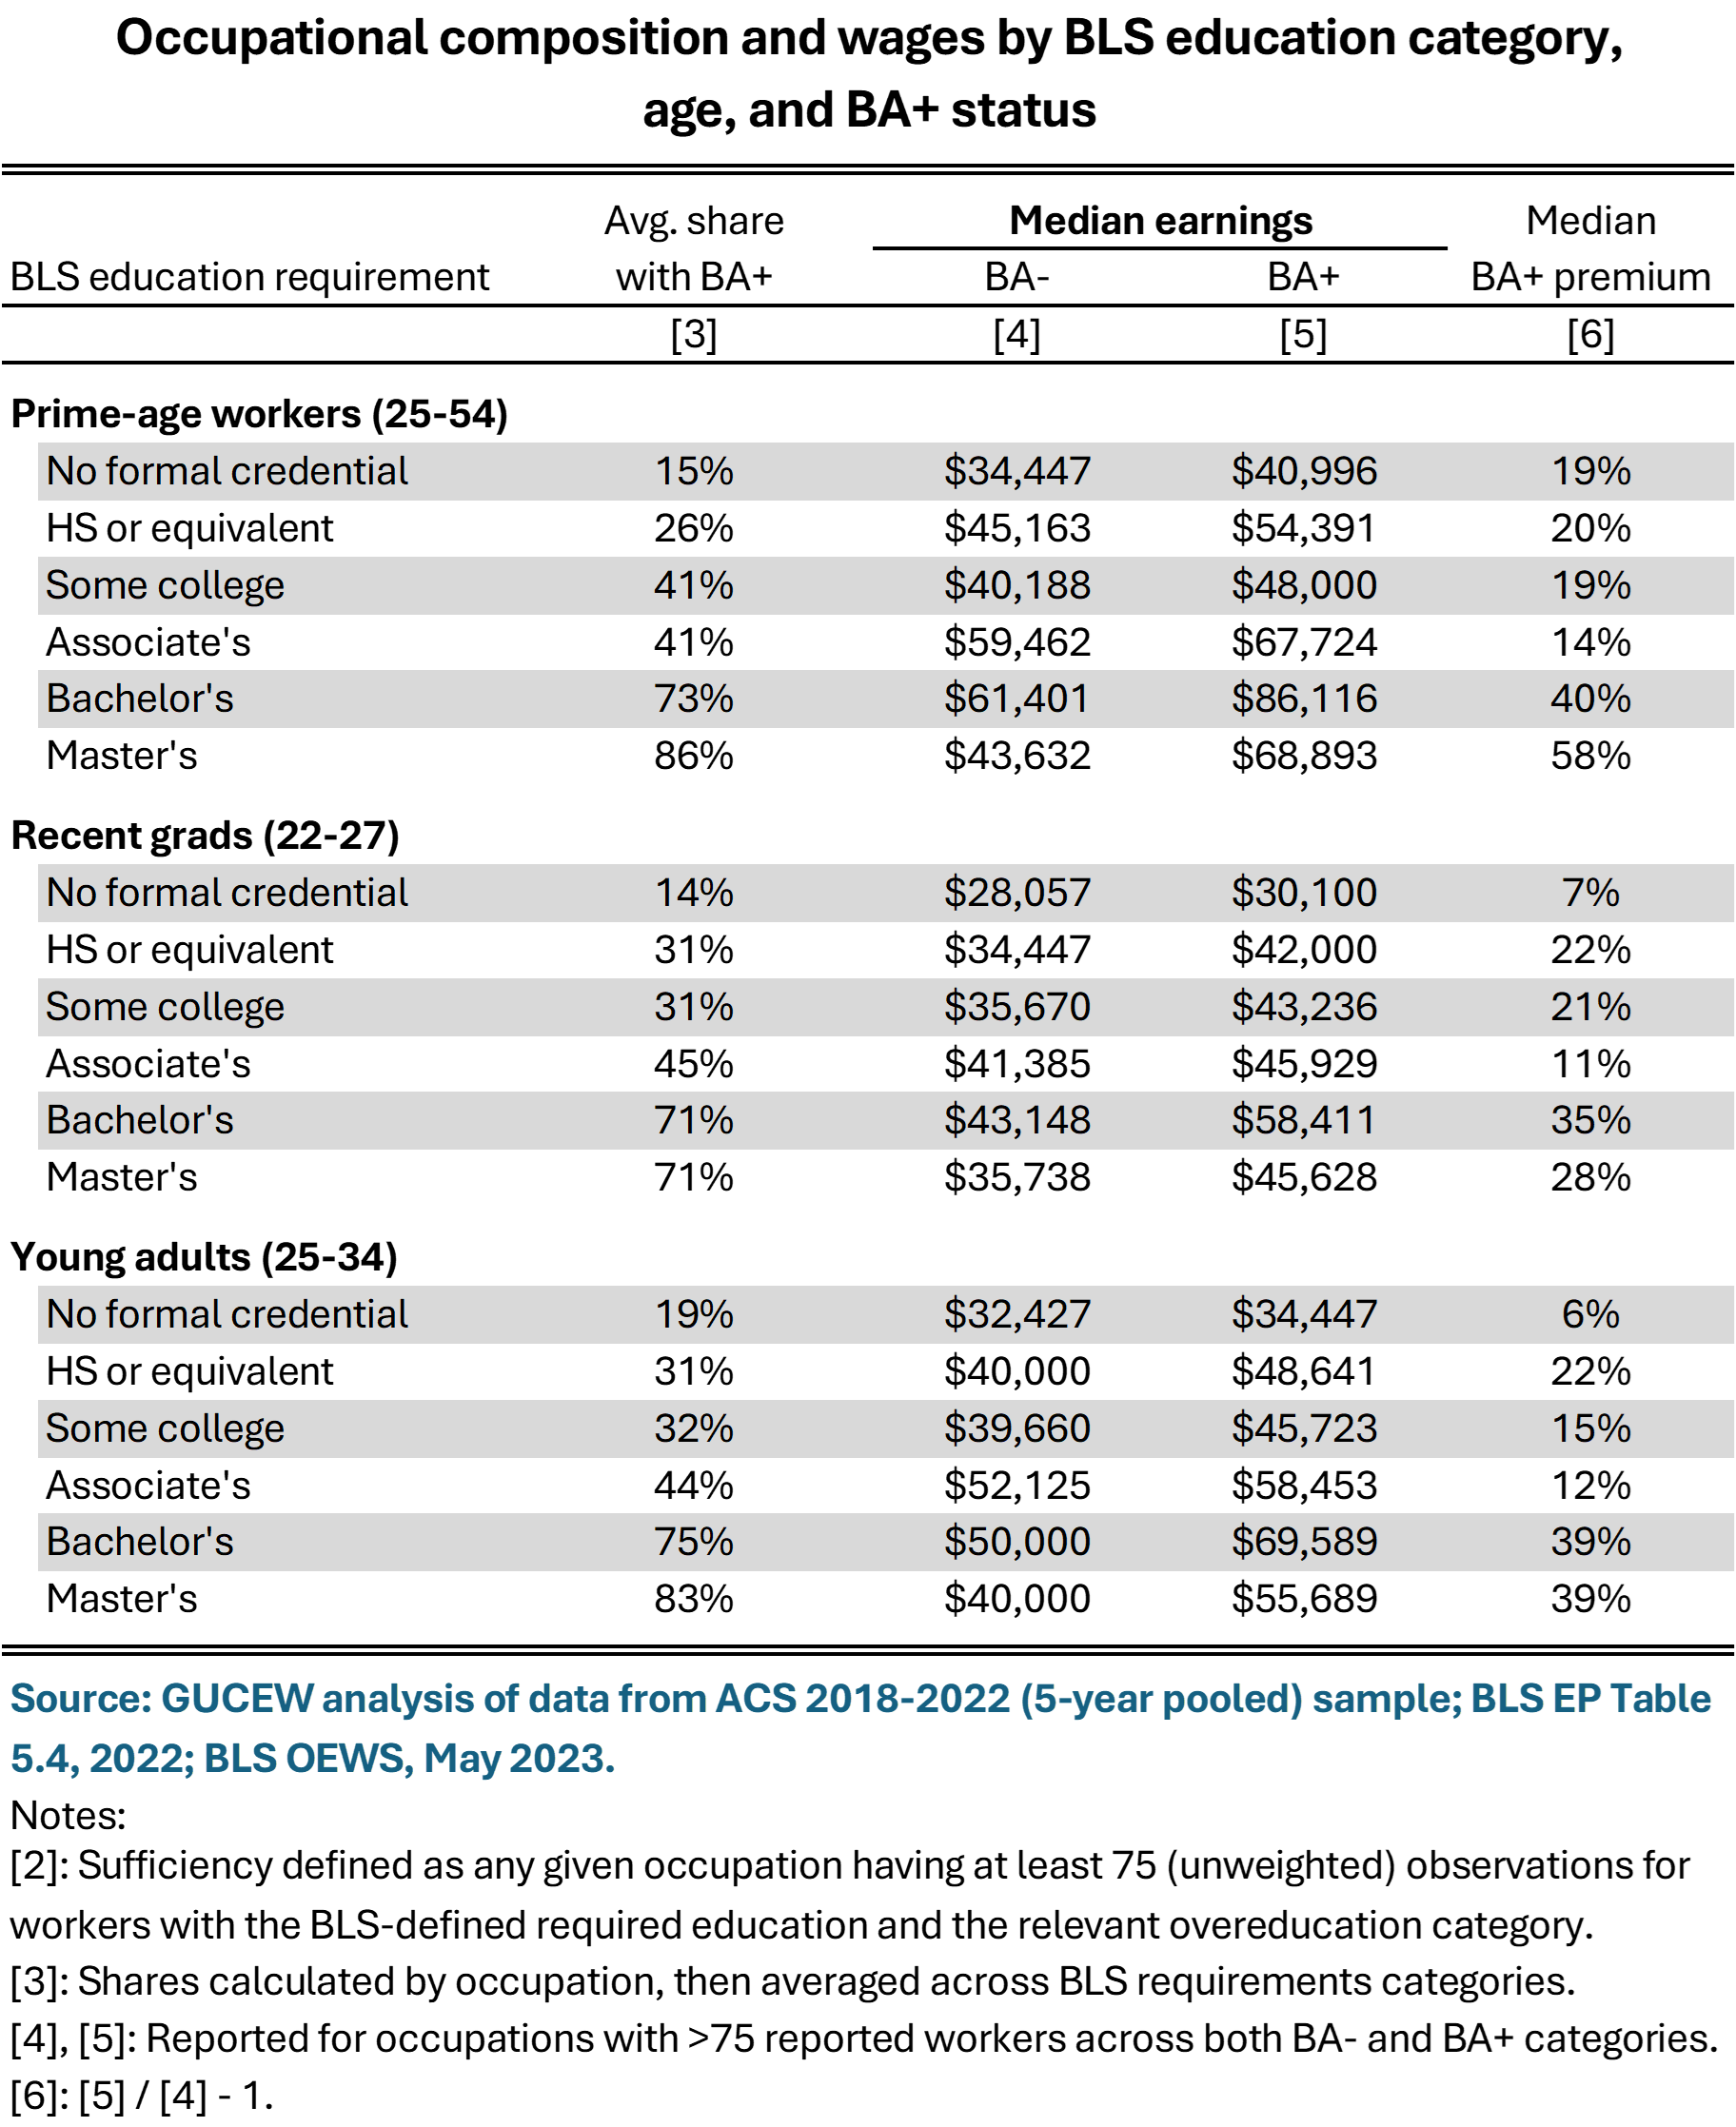 Occupational composition and wages by BLS education category,
age, and BA+ status
Avg. share Median earnings Median
BLS education requirement with BA+ BA- BA+ BA+ premium
[3] [4] [5] [6]
Prime-age workers (25-54)
No formal credential 15% $34,447 $40,996 19%
HS or equivalent 26% $45,163 $54,391 20%
Some college 41% $40,188 $48,000 19%
Associate's 41% $59,462 $67,724 14%
Bachelor's 73% $61,401 $86,116 40%
Master's 86% $43,632 $68,893 58%
Recent grads (22-27)
No formal credential 14% $28,057 $30,100 7%
HS or equivalent 31% $34,447 $42,000 22%
Some college 31% $35,670 $43,236 21%
Associate's 45% $41,385 $45,929 11%
Bachelor's 71% $43,148 $58,411 35%
Master's 71% $35,738 $45,628 28%
Young adults (25-34)
No formal credential 19% $32,427 $34,447 6%
HS or equivalent 31% $40,000 $48,641 22%
Some college 32% $39,660 $45,723 15%
Associate's 44% $52,125 $58,453 12%
Bachelor's 75% $50,000 $69,589 39%
Master's 83% $40,000 $55,689 39%
Source: GUCEW analysis of data from ACS 2018-2022 (5-year pooled) sample; BLS EP Table
5.4, 2022; BLS OEWS, May 2023.
Notes:
[2]: Sufficiency defined as any given occupation having at least 75 (unweighted) observations for
workers with the BLS-defined required education and the relevant overeducation category.
[3]: Shares calculated by occupation, then averaged across BLS requirements categories.
[4], [5]: Reported for occupations with >75 reported workers across both BA- and BA+ categories.
[6]: [5] / [4] - 1.